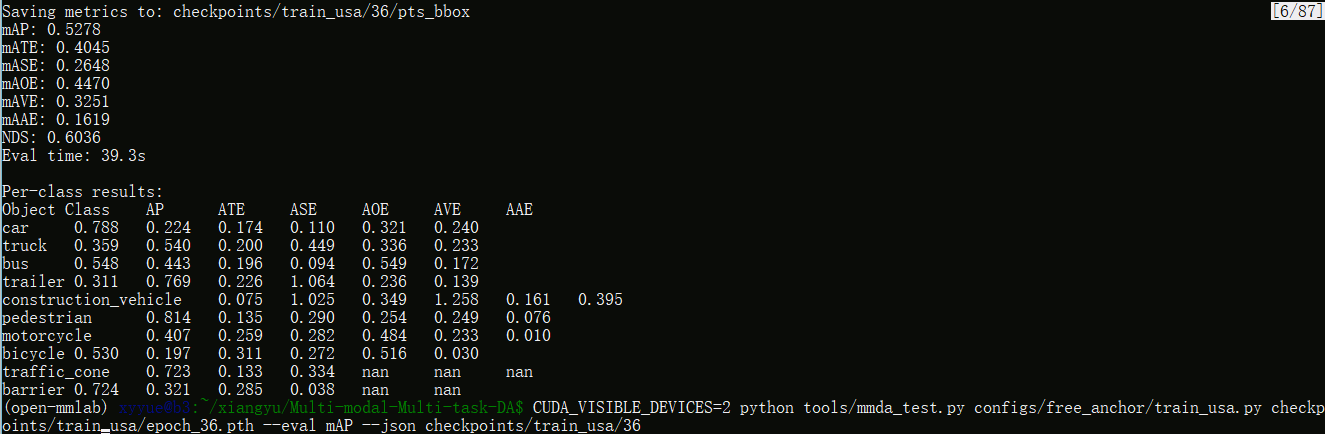 Saving metrics to: checkpoints/train_usa/36/pts_bbox
[6/87]
mAP: 0.5278
mATE: 0.4045
mASE: 0.2648
mAOE: 0.4470
mAVE: 0.3251
mAAE: 0.1619
NDS: 0.6036
Eval time: 39.3s
Per-class results:
Object Class AP ATE ASE AOE AVE AAE
car 0.788 0.224 0.174 0.110 0.321 0.240
truck 0.359 0.540 0.200 0.449 0.336 0.233
bus 0.548 0.443 0.196 0.094 0.549 0.172
trailer 0.311 0.769 0.226 1.064 0.236 0.139
construction_vehicle 0.075 1.025 0.349 1.258 0.161 0.395
pedestrian 0.814 0.135 0.290 0.254 0.249 0.076
motorcycle 0.407 0.259 0.282 0.484 0.233 0.010
bicycle 0.530 0.197 0.311 0.272 0.516 0.030
traffic_cone 0.723 0.133 0.334 nan nan nan
barrier 0.724 0.321 0.285 0.038 nan nan
(open-mmlab) xyyue@b3:~/xiangyu/Multi-modal-Multi-task-DA$ CUDA_VISIBLE_DEVICES=2 python tools/mmda_test.py configs/free_anchor/train_usa.py checkp
oints/train_usa/epoch_36.pth --eval mAP --json checkpoints/train_usa/36